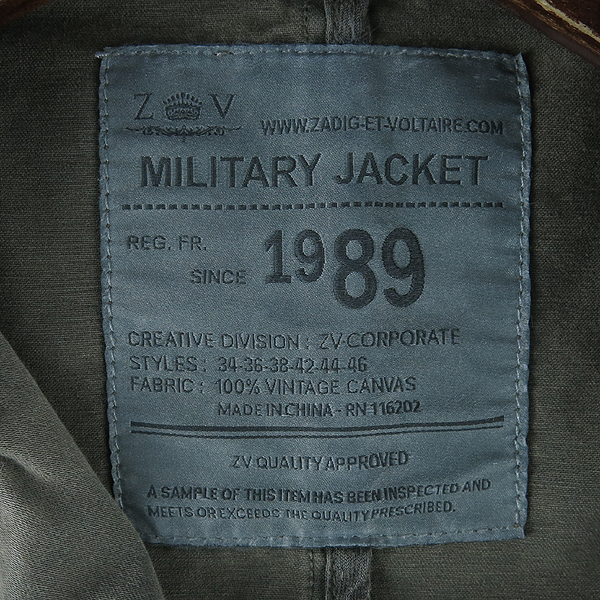 Z V
WWW.ZADIG-ET-VOLTAIRE.COM
MILITARY JACKET
REG. FR.
SINCE 1989
CREATIVE DIVISION : ZV-CORPORATE
STYLES : 34-36-38-42-44-46
FABRIC : 100% VINTAGE CANVAS
MADE IN CHINA - RN 116202
ZV QUALITY APPROVED
A SAMPLE OF THIS ITEM HAS BEEN INSPECTED AND
MEETS OR EXCEEDS THE QUALITY PRESCRIBED.